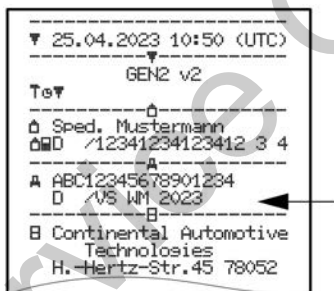 ▼ 25.04.2023 10:50 (UTC)
GEN2 v2
Sped. Mustermann
D /12341234123412 3 4
ABC12345678901234
D /VS WM 2023
Continental Automotive
Technologies
H.-Hertz-Str.45 78052